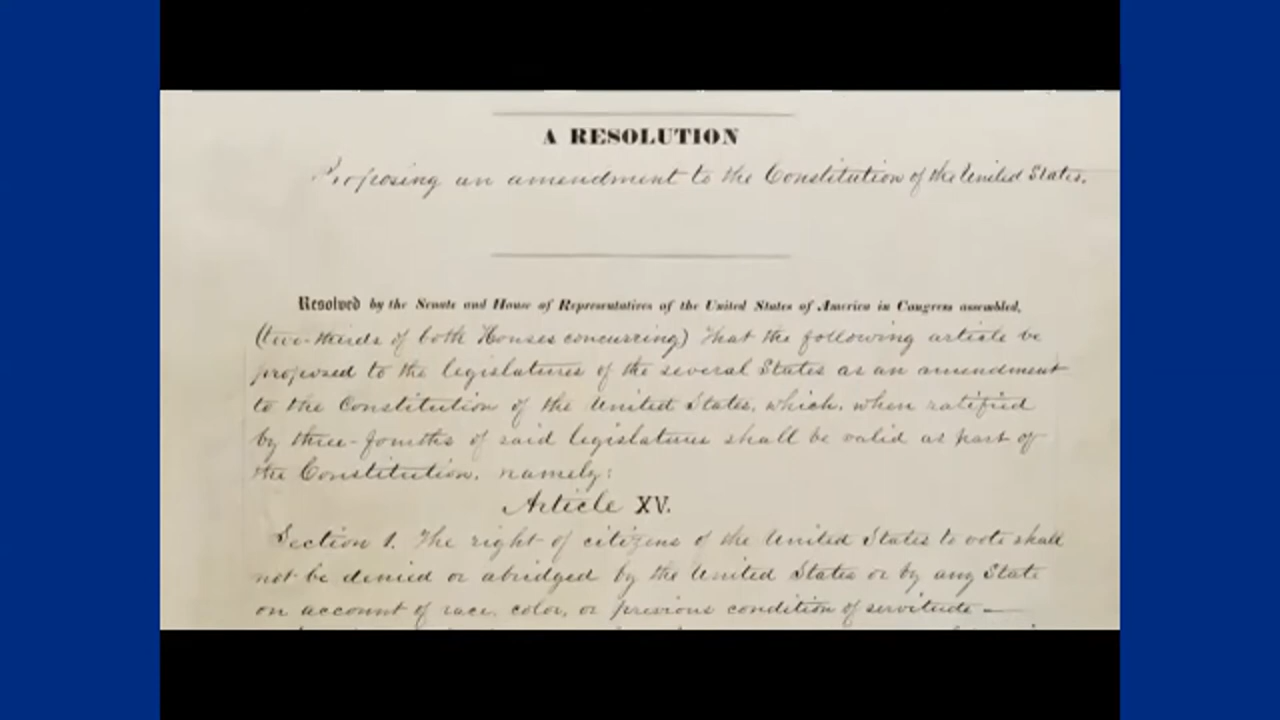 A RESOLUTION
Proposing an amendment to the Constitution of the United States.
Resolved by the Senate and House of Representatives of the United States of America in Congress assembled,
(two-thirds of both Houses concurring) That the following article be
proposed to the legislatures of the several States as an amendment
to the Constitution of the United States, which, when ratified
by three-fourths of said legislatures shall be valid as part of
the Constitution, namely:
Article XV.
Section 1. The right of citizens of the United States to vote shall
not be denied or abridged by the United States or by any State
on account of race, color, or previous condition of servitude —